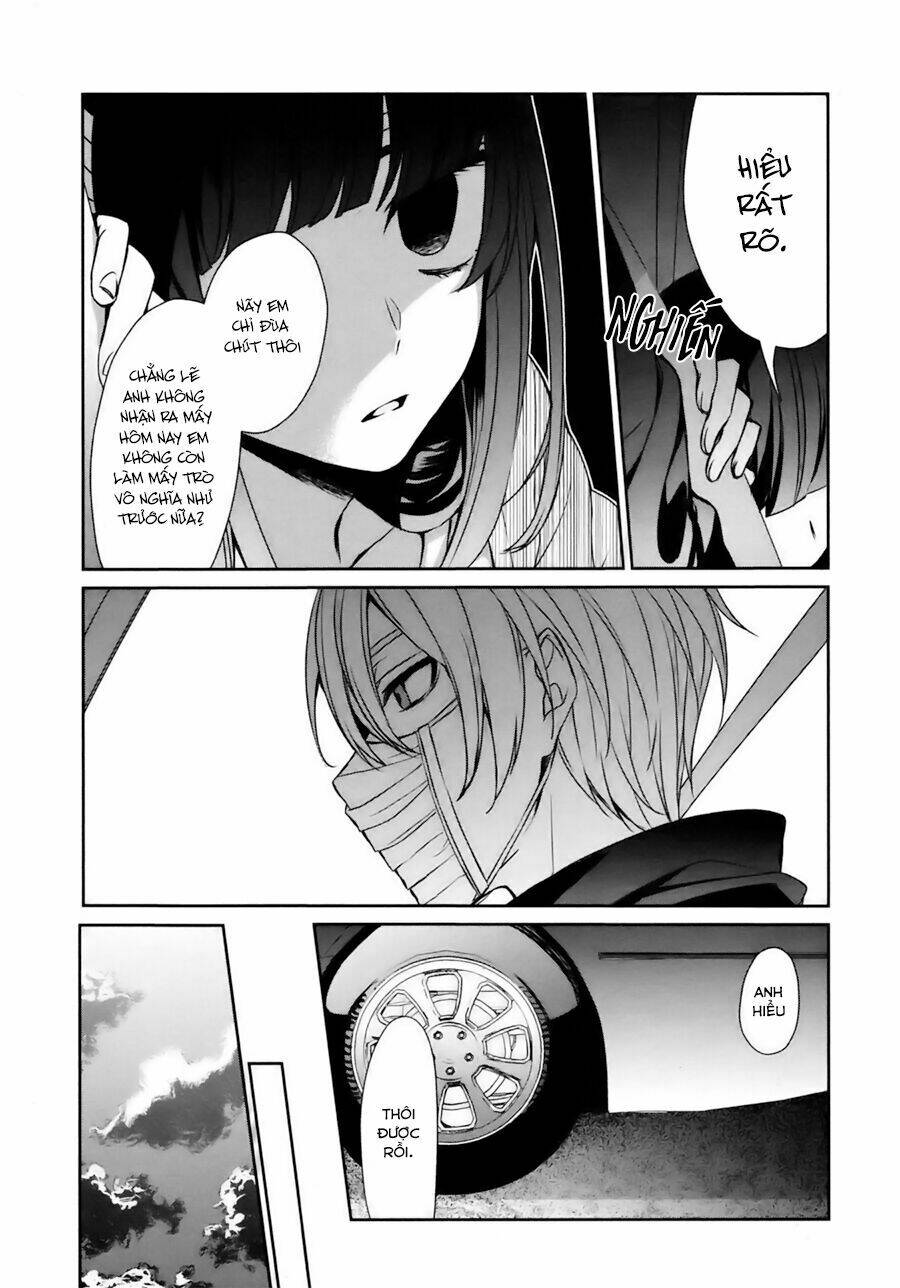 HIỂU
RẤT
RÕ.
NGHIẾN
NÃY EM
CHỈ ĐÙA
CHÚT THÔI
CHẲNG LẼ
ANH KHÔNG
NHẬN RA MẤY
HÔM NAY EM
KHÔNG CÒN
LÀM MẤY TRÒ
VÔ NGHĨA NHƯ
TRƯỚC NỮA?
ANH
HIỂU
THÔI
ĐƯỢC
RỒI.